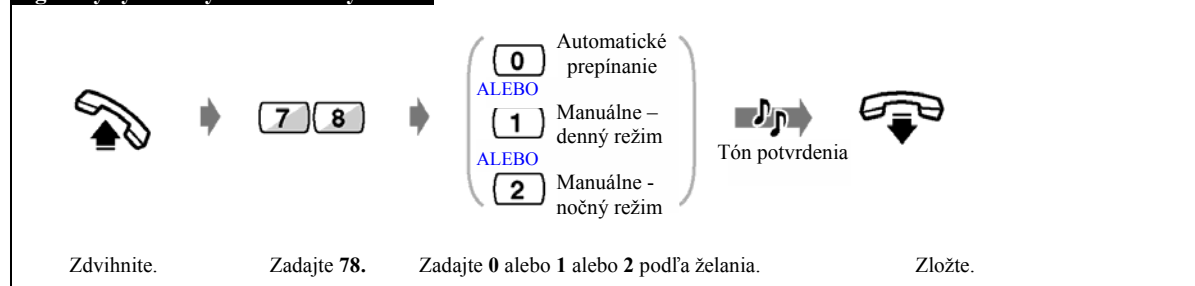 0 Automatické
prepínanie
ALEBO
7 8
1 Manuálne –
denný režim
Tón potvrdenia
ALEBO
2 Manuálne -
nočný režim
Zdvihnite. Zadajte 78. Zadajte 0 alebo 1 alebo 2 podľa želania. Zložte.